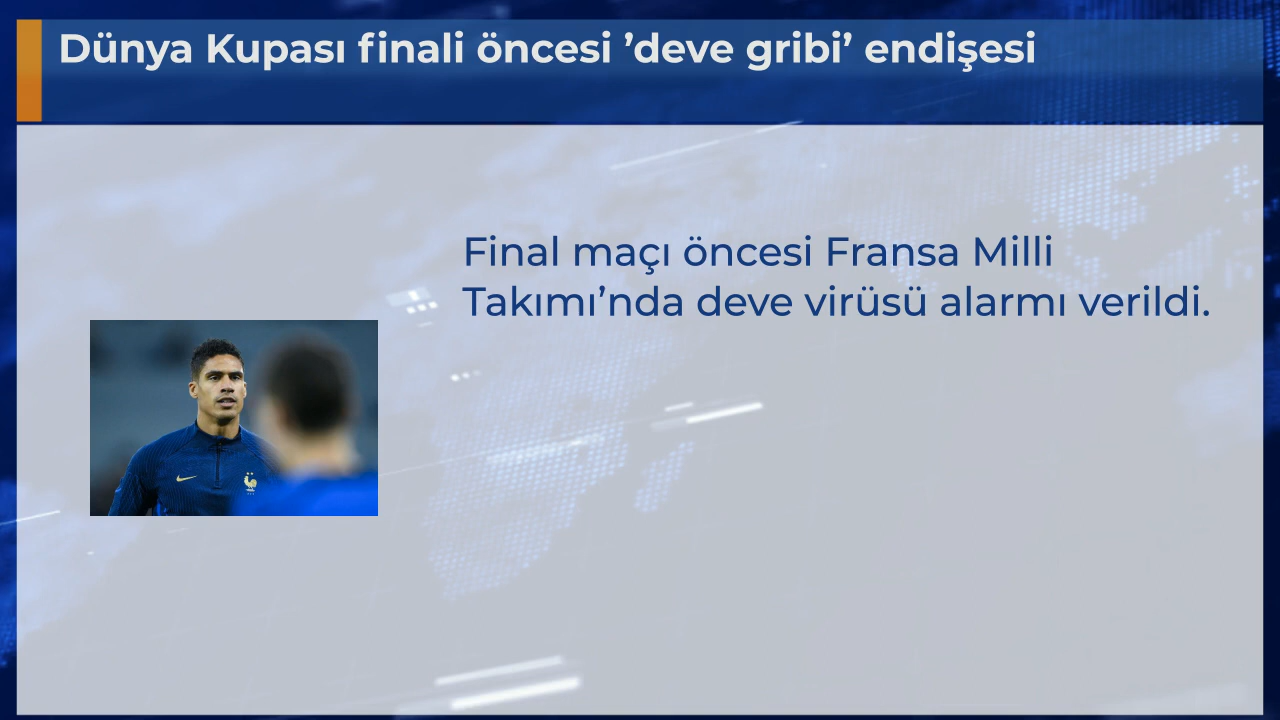 Dünya Kupası finali öncesi ’deve gribi’ endişesi
Final maçı öncesi Fransa Milli
Takımı’nda deve virüsü alarmı verildi.